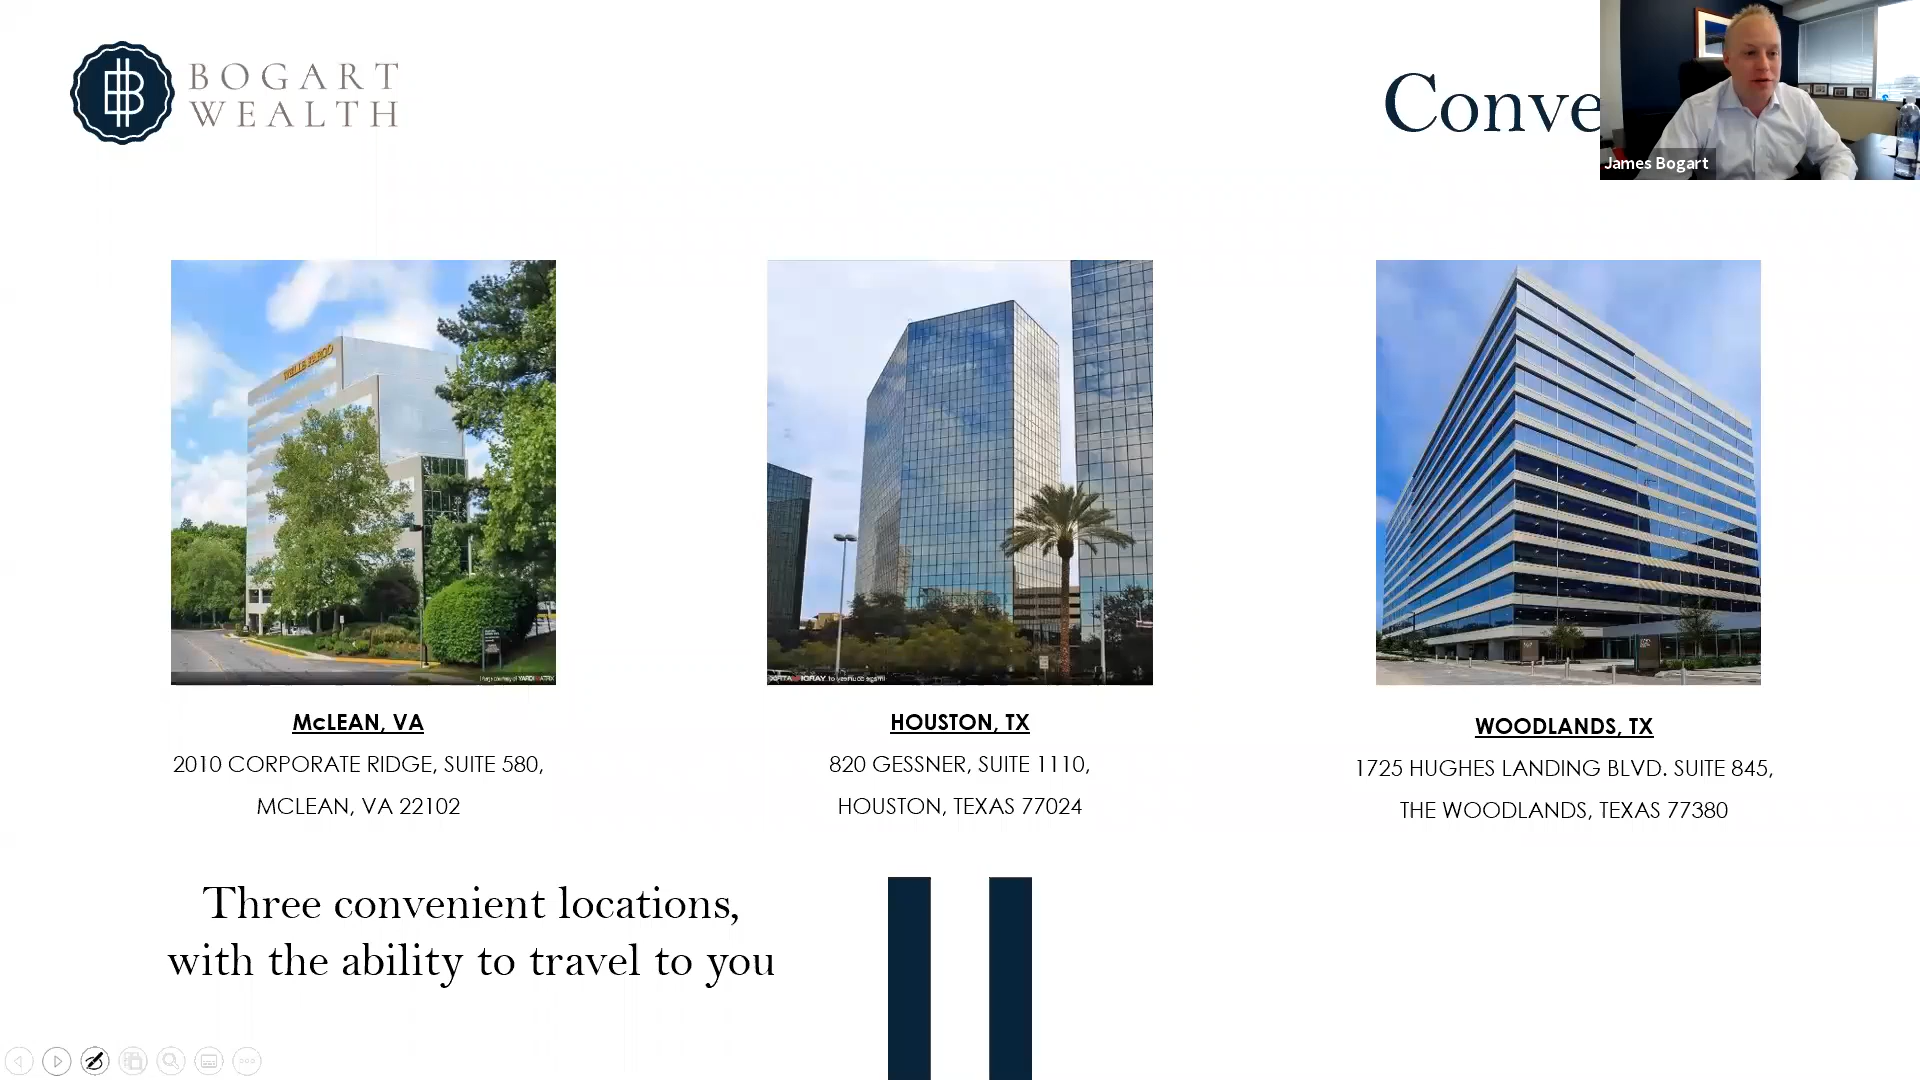 BOGART
WEALTH
Conve
James Bogart
WELLS FARGO
McLEAN, VA
2010 CORPORATE RIDGE, SUITE 580,
MCLEAN, VA 22102
HOUSTON, TX
820 GESSNER, SUITE 1110,
HOUSTON, TEXAS 77024
WOODLANDS, TX
1725 HUGHES LANDING BLVD. SUITE 845,
THE WOODLANDS, TEXAS 77380
Three convenient locations,
with the ability to travel to you